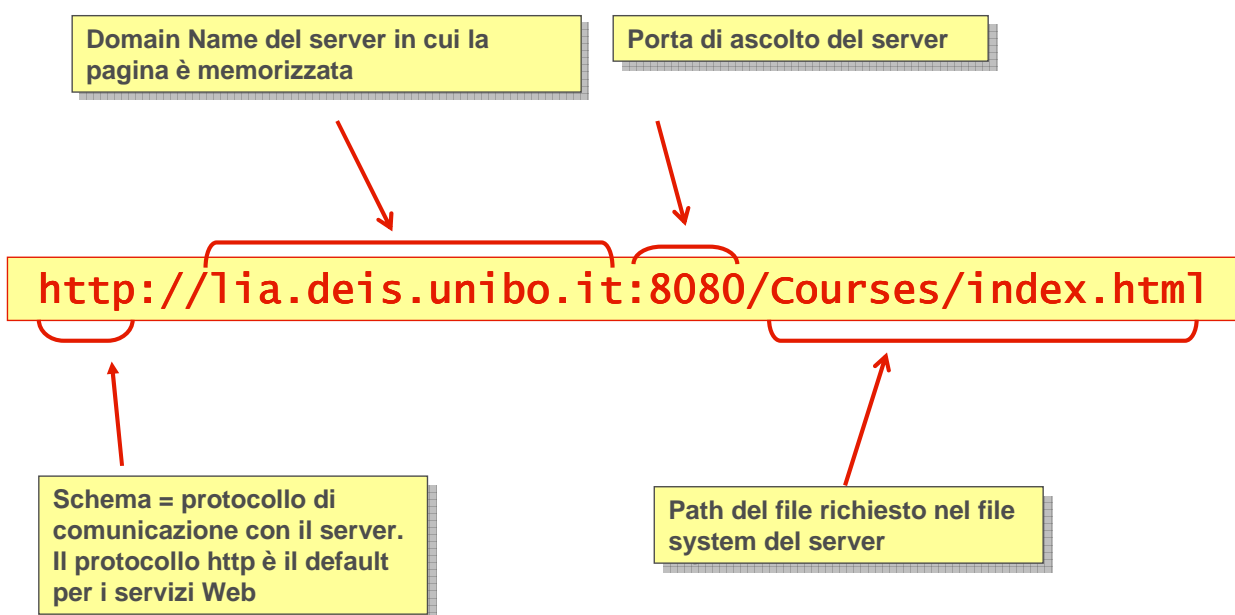 Domain Name del server in cui la
pagina è memorizzata
Porta di ascolto del server
http://lia.deis.unibo.it:8080/Courses/index.html
Schema = protocollo di
comunicazione con il server.
Il protocollo http è il default
per i servizi Web
Path del file richiesto nel file
system del server